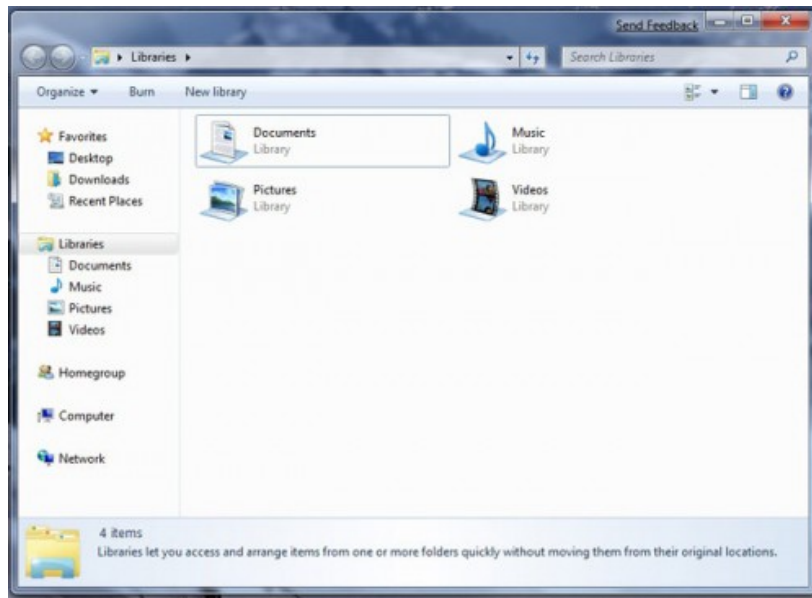 Send Feedback
Libraries
Search Libraries
Organize Burn New library
Favorites
Desktop
Downloads
Recent Places
Libraries
Documents
Music
Pictures
Videos
Homegroup
Computer
Network
Documents
Library
Music
Library
Pictures
Library
Videos
Library
4 items
Libraries let you access and arrange items from one or more folders quickly without moving them from their original locations.